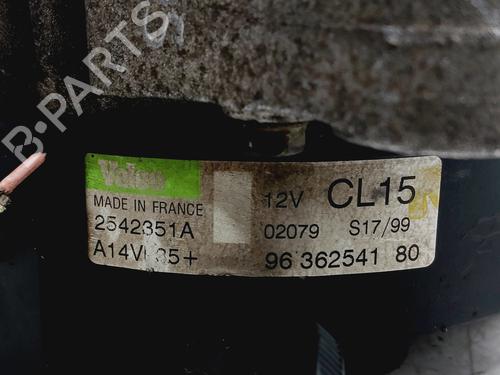 B-PARTS
Valeo
MADE IN FRANCE
2542351A
12V
CL15
02079
S17/99
96 362541 80